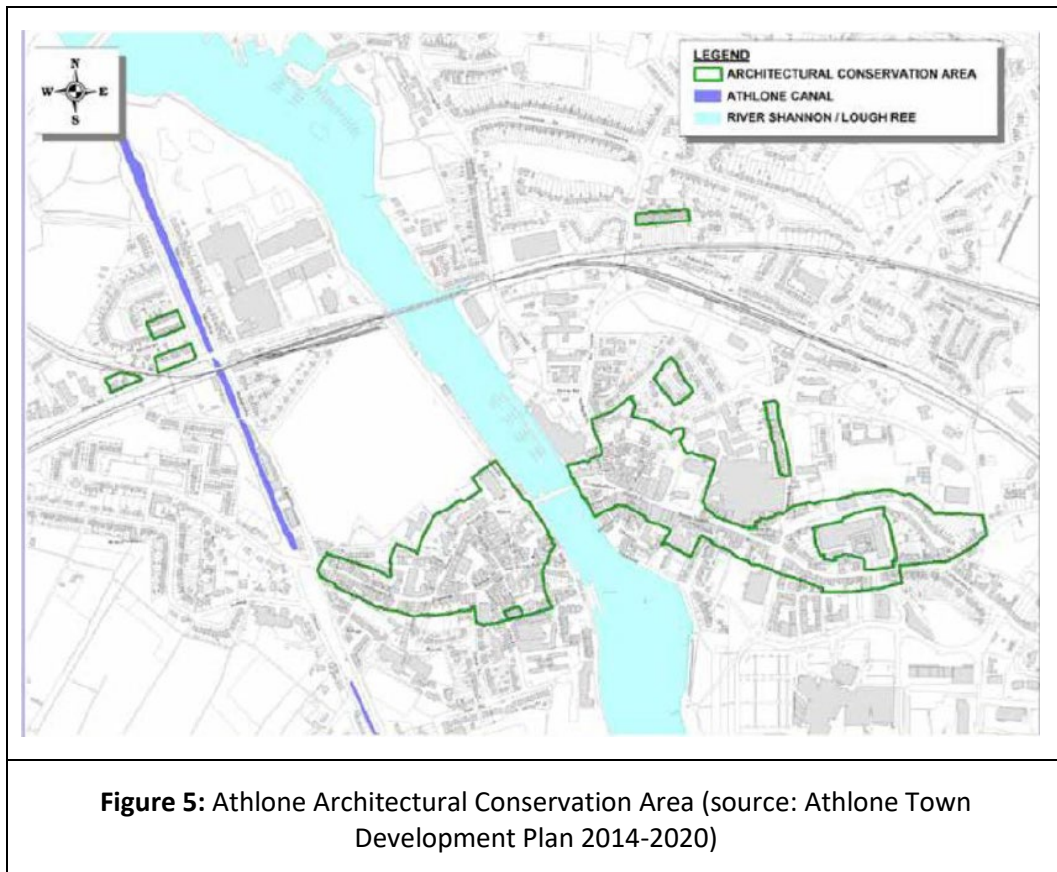 N
W E
S
LEGEND
ARCHITECTURAL CONSERVATION AREA
ATHLONE CANAL
RIVER SHANNON / LOUGH REE
Figure 5: Athlone Architectural Conservation Area (source: Athlone Town
Development Plan 2014-2020)